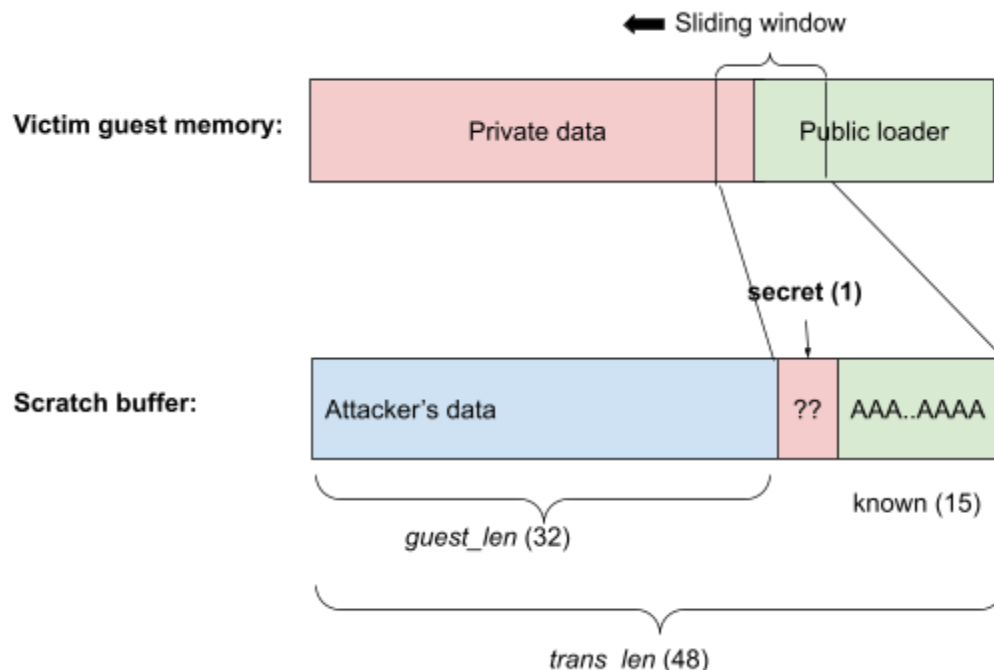 Sliding window
Victim guest memory:
Private data
Public loader
secret (1)
Scratch buffer:
Attacker's data
??
AAA..AAAA
known (15)
guest_len (32)
trans_len (48)